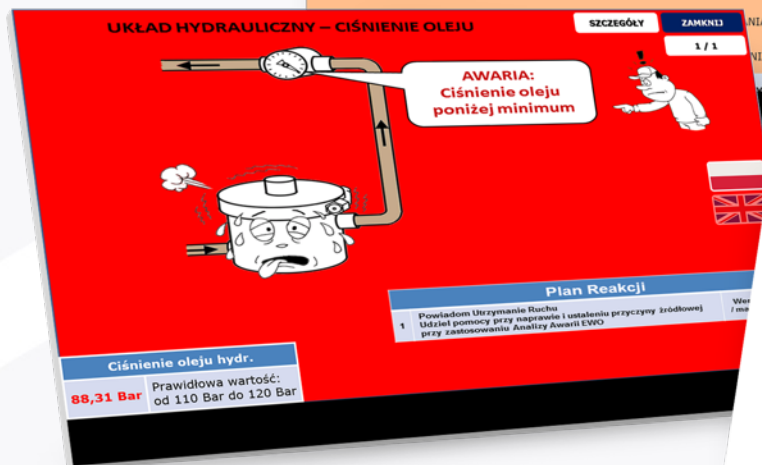 UKŁAD HYDRAULICZNY – CIŚNIENIE OLEJU
SZCZEGÓŁY
ZAMKNIJ
1 / 1
AWARIA:
Ciśnienie oleju
poniżej minimum
!
Plan Reakcji
1
Powiadom Utrzymanie Ruchu
Udziel pomocy przy naprawie i ustaleniu przyczyny źródłowej
przy zastosowaniu Analizy Awarii EWO
Ciśnienie oleju hydr.
88,31 Bar
Prawidłowa wartość:
od 110 Bar do 120 Bar